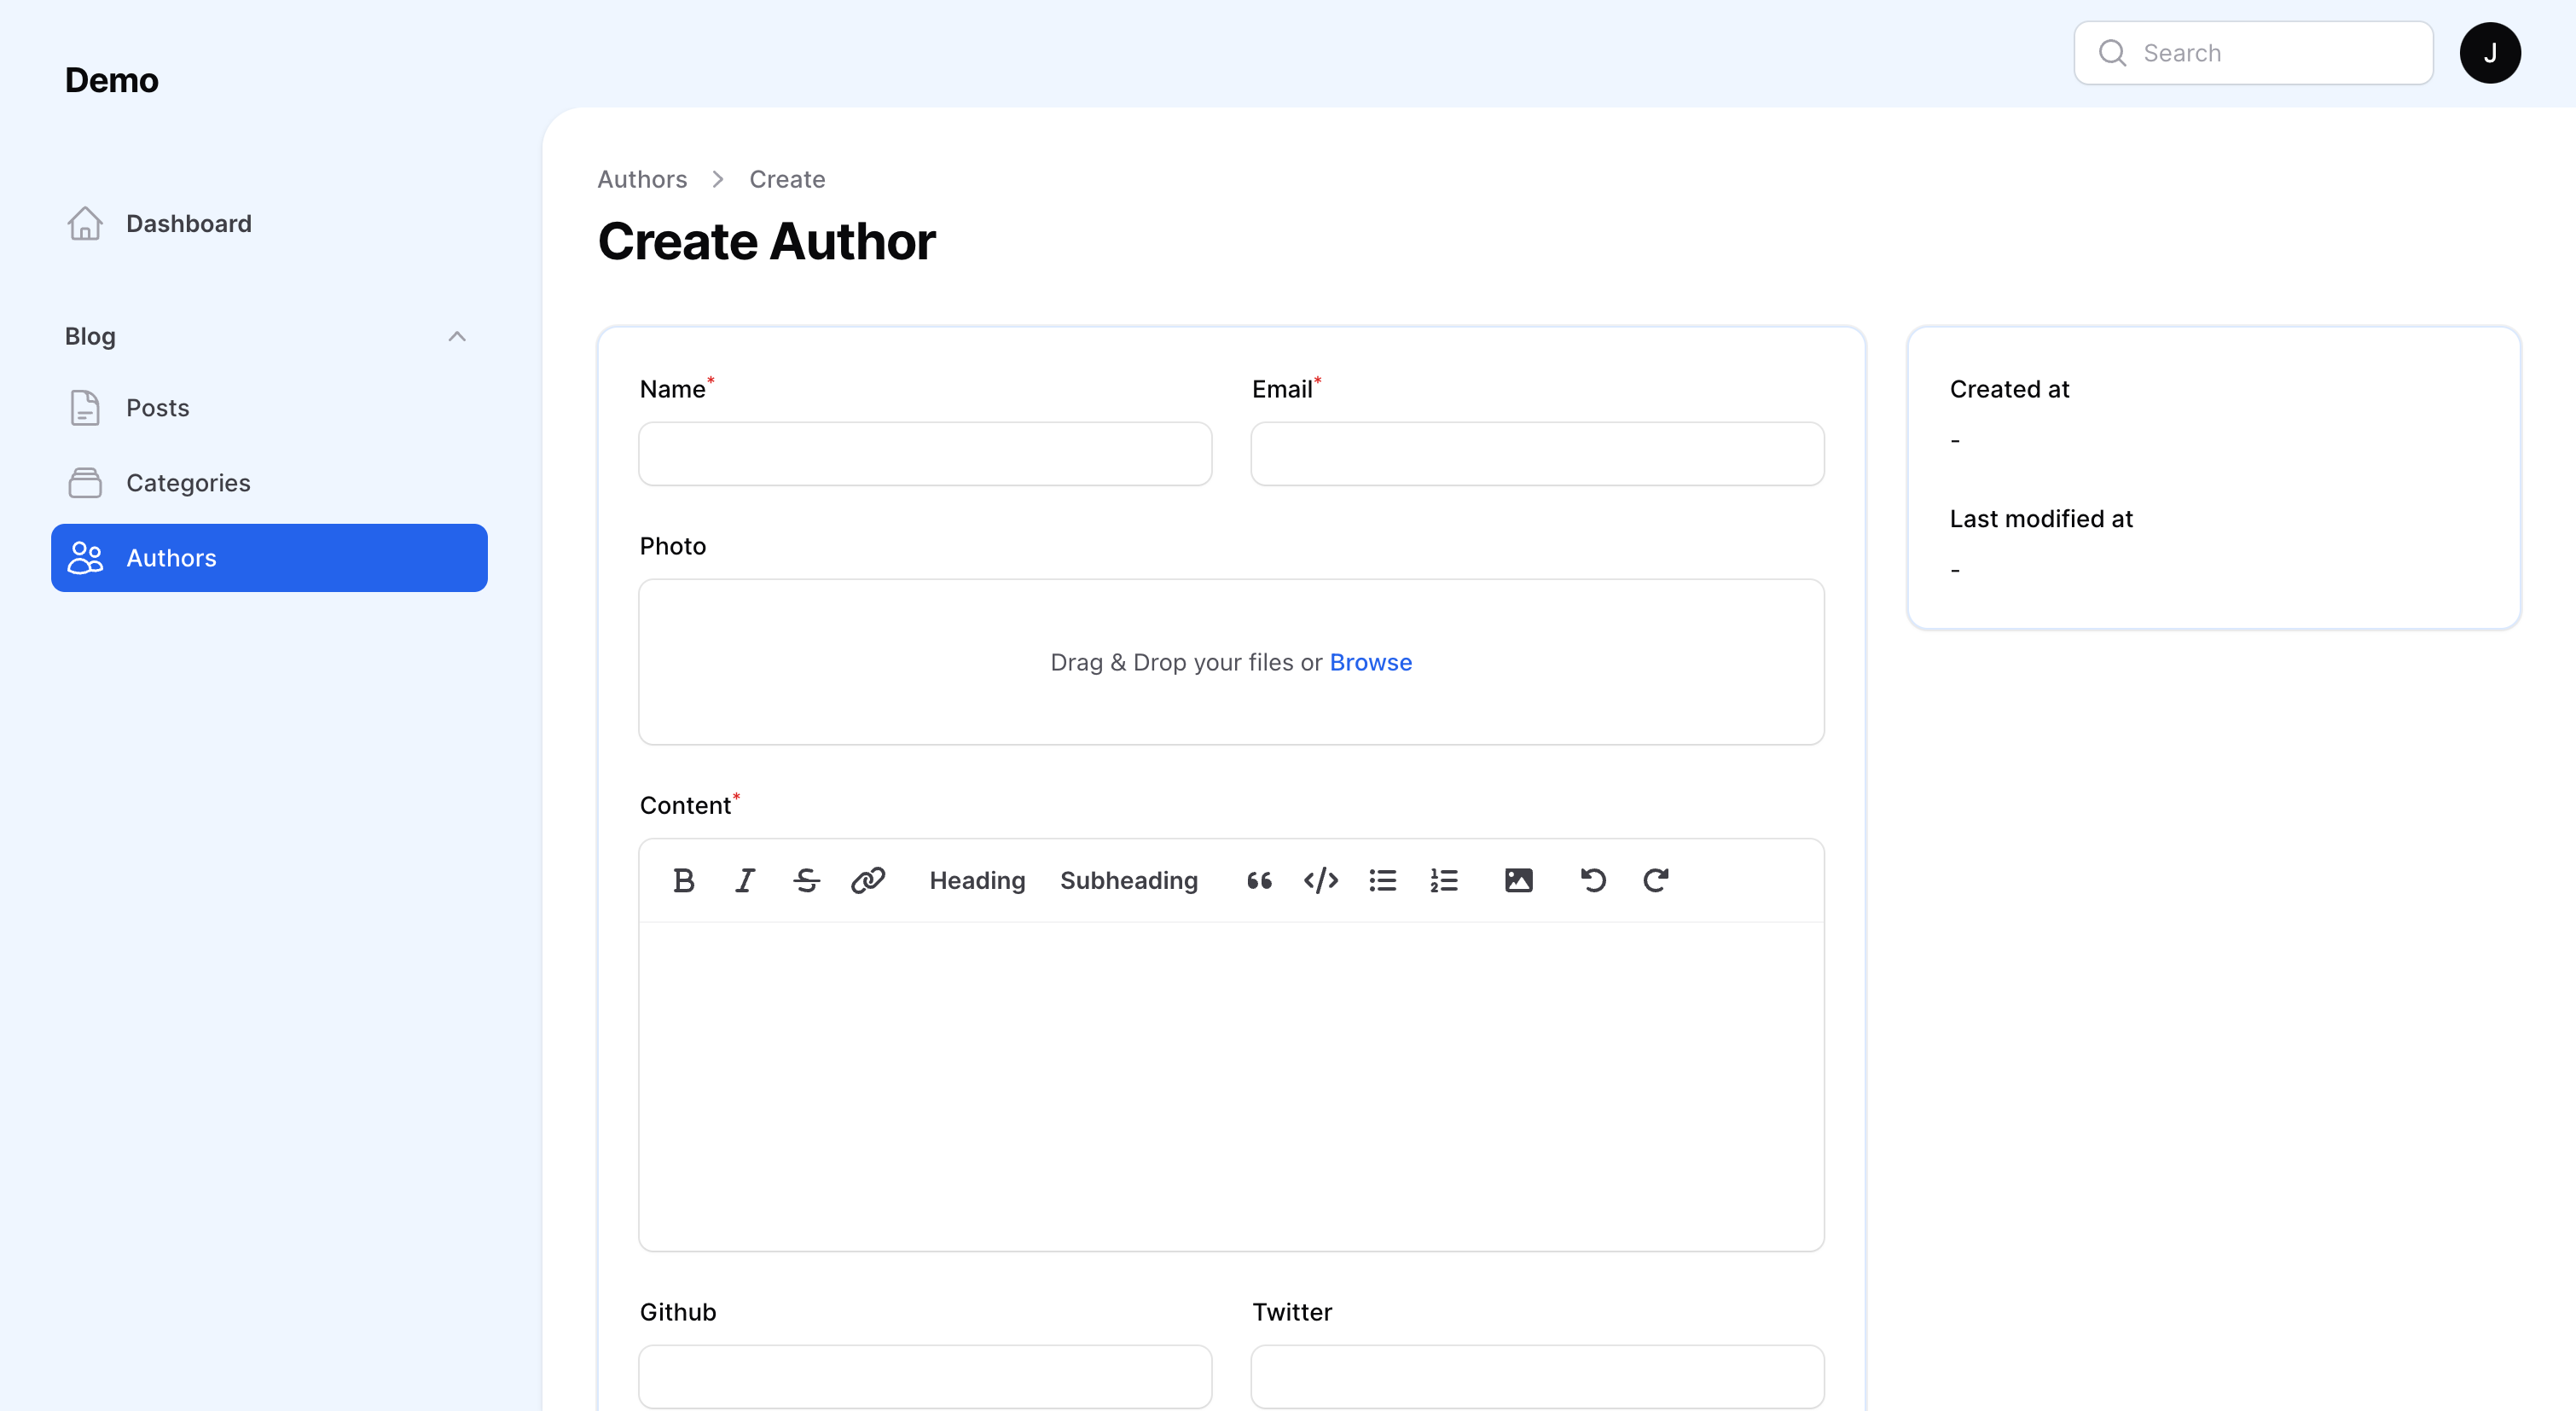 Demo
Search
J
Dashboard
Blog
Posts
Categories
Authors
Authors > Create
Create Author
Name*
Email*
Photo
Drag & Drop your files or Browse
Content*
Heading Subheading
Github
Twitter
Created at
-
Last modified at
-